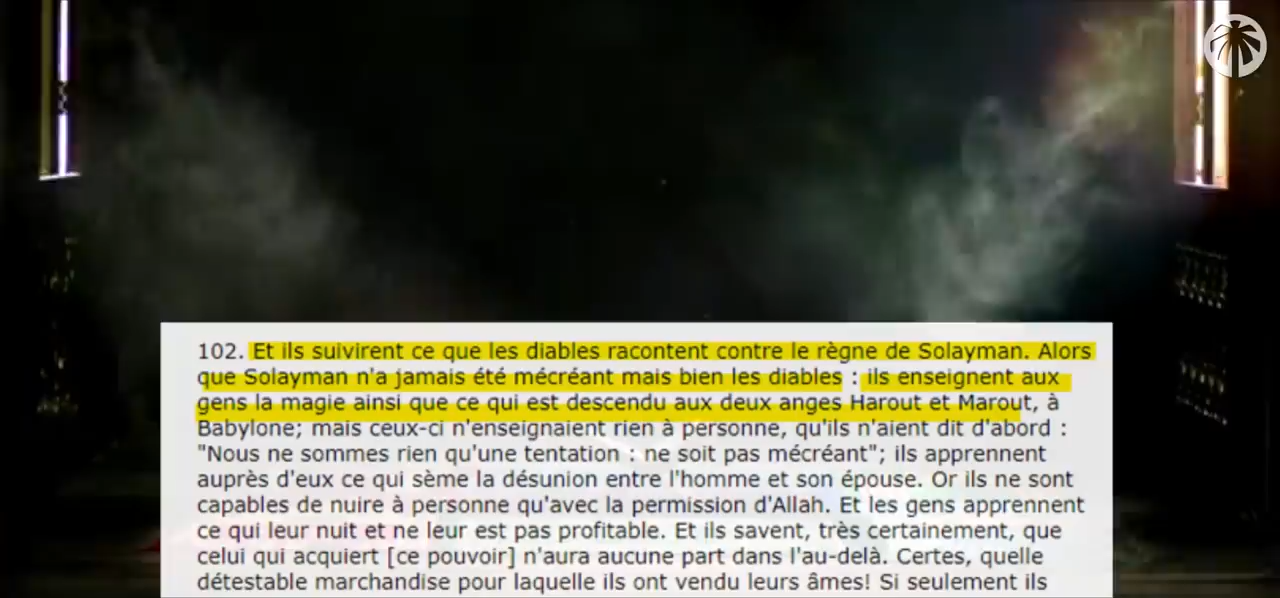 102. Et ils suivirent ce que les diables racontent contre le règne de Solayman. Alors
que Solayman n'a jamais été mécréant mais bien les diables : ils enseignent aux
gens la magie ainsi que ce qui est descendu aux deux anges Harout et Marout, à
Babylone; mais ceux-ci n'enseignaient rien à personne, qu'ils n'aient dit d'abord :
"Nous ne sommes rien qu'une tentation : ne soit pas mécréant"; ils apprennent
auprès d'eux ce qui sème la désunion entre l'homme et son épouse. Or ils ne sont
capables de nuire à personne qu'avec la permission d'Allah. Et les gens apprennent
ce qui leur nuit et ne leur est pas profitable. Et ils savent, très certainement, que
celui qui acquiert [ce pouvoir] n'aura aucune part dans l'au-delà. Certes, quelle
détestable marchandise pour laquelle ils ont vendu leurs âmes! Si seulement ils